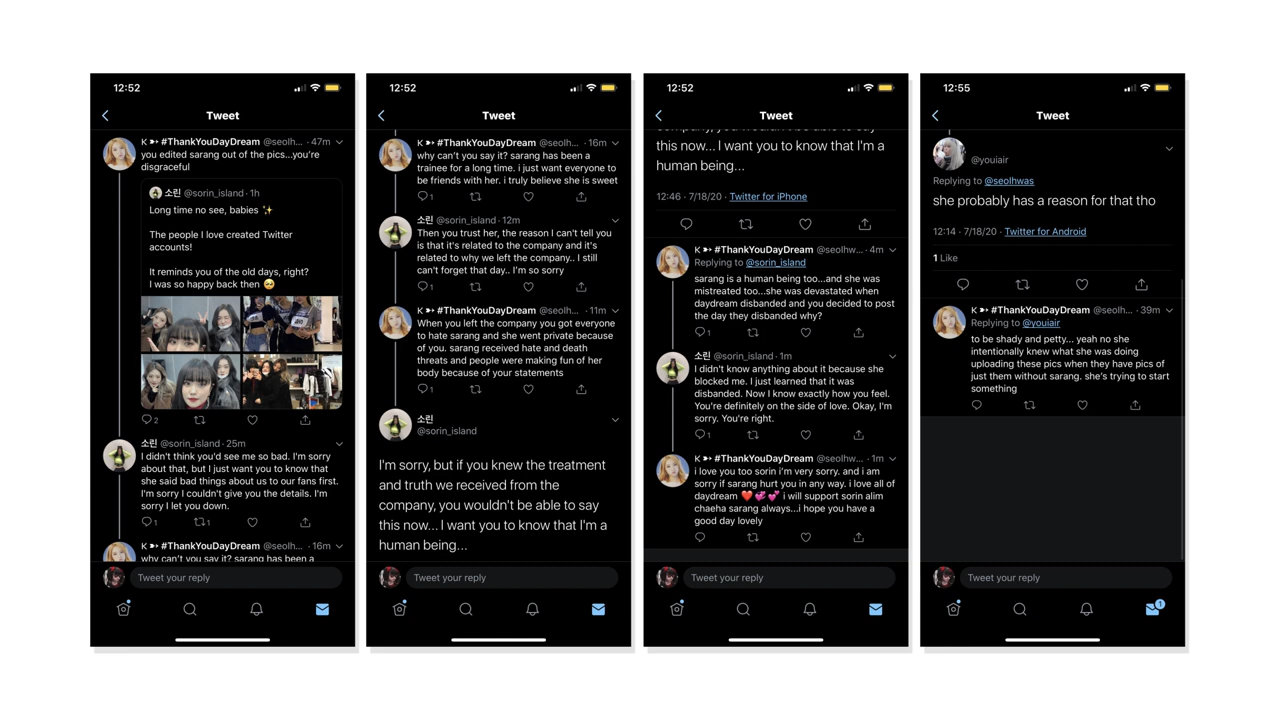 12:52
Tweet
K ➳ #ThankYouDayDream @seolh... · 47m
you edited sarang out of the pics...you're
disgraceful
소린 @sorin_island · 1h
Long time no see, babies ✨
The people I love created Twitter
accounts!
It reminds you of the old days, right?
I was so happy back then 🥺
2
소린 @sorin_island · 25m
I didn't think you'd see me so bad. I'm sorry
about that, but I just want you to know that
she said bad things about us to our fans first.
I'm sorry I couldn't give you the details. I'm
sorry I let you down.
1 1
K ➳ #ThankYouDayDream @seolh... · 16m
why can't you say it? sarang has been a
Tweet your reply
12:52
Tweet
K ➳ #ThankYouDayDream @seolh... · 16m
why can't you say it? sarang has been a
trainee for a long time. i just want everyone to
be friends with her. i truly believe she is sweet
1
소린 @sorin_island · 12m
Then you trust her, the reason I can't tell you
is that it's related to the company and it's
related to why we left the company.. I still
can't forget that day.. I'm so sorry
1
K ➳ #ThankYouDayDream @seolh... · 11m
When you left the company you got everyone
to hate sarang and she went private because
of you. sarang received hate and death
threats and people were making fun of her
body because of your statements
1
소린
@sorin_island
I'm sorry, but if you knew the treatment
and truth we received from the
company, you wouldn't be able to say
this now... I want you to know that I'm a
human being...
Tweet your reply
12:52
Tweet
company, you wouldn't be able to say
this now... I want you to know that I'm a
human being...
12:46 · 7/18/20 · Twitter for iPhone
K ➳ #ThankYouDayDream @seolhw... · 4m
Replying to @sorin_island
sarang is a human being too...and she was
mistreated too...she was devastated when
daydream disbanded and you decided to post
the day they disbanded why?
1
소린 @sorin_island · 1m
I didn't know anything about it because she
blocked me. I just learned that it was
disbanded. Now I know exactly how you feel.
You're definitely on the side of love. Okay, I'm
sorry. You're right.
1
K ➳ #ThankYouDayDream @seolhw... · 1m
i love you too sorin i'm very sorry. and i am
sorry if sarang hurt you in any way. i love all of
daydream ❤️ 💞 💕 i will support sorin alim
chaeha sarang always...i hope you have a
good day lovely
Tweet your reply
12:55
Tweet
@youiair
Replying to @seolhwas
she probably has a reason for that tho
12:14 · 7/18/20 · Twitter for Android
1 Like
K ➳ #ThankYouDayDream @seolh... · 39m
Replying to @youiair
to be shady and petty... yeah no she
intentionally knew what she was doing
uploading these pics when they have pics of
just them without sarang. she's trying to start
something
Tweet your reply
1